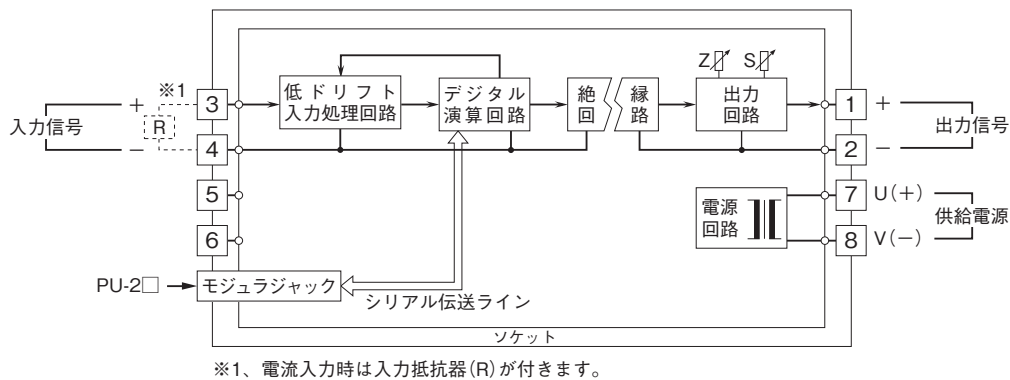 Z S
※1
3
+
入力信号
R
−
4
5
6
低ドリフト
入力処理回路
デジタル
演算回路
絶 縁
回 路
出力
回路
1
+
出力信号
2
−
電源
回路
7
U(+)
供給電源
8
V(−)
PU-2□
モジュラジャック
シリアル伝送ライン
ソケット
※1、電流入力時は入力抵抗器(R)が付きます。